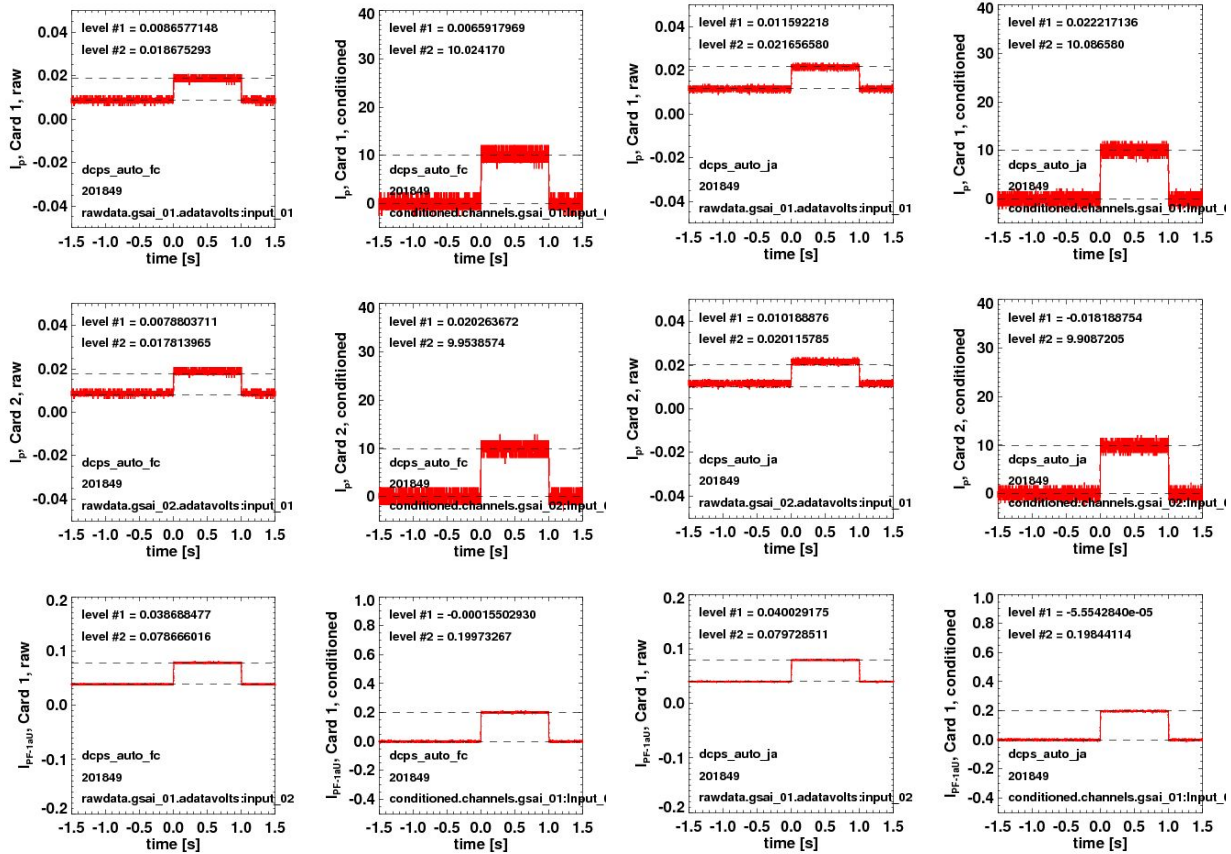 0.04
0.02
0.00
-0.02
-0.04
Ip, Card 1, raw
level #1 = 0.0086577148
level #2 = 0.018675293
dcps_auto_fc
201849
rawdata.gsai_01.adatavolts:input_01
-1.5 -1.0 -0.5 0.0 0.5 1.0 1.5
time [s]
40
30
20
10
0
Ip, Card 1, conditioned
level #1 = 0.0065917969
level #2 = 10.024170
dcps_auto_fc
201849
conditioned.channels.gsai_01:Input_0
-1.5 -1.0 -0.5 0.0 0.5 1.0 1.5
time [s]
0.04
0.02
0.00
-0.02
-0.04
Ip, Card 1, raw
level #1 = 0.011592218
level #2 = 0.021656580
dcps_auto_ja
201849
rawdata.gsai_01.adatavolts:input_01
-1.5 -1.0 -0.5 0.0 0.5 1.0 1.5
time [s]
40
30
20
10
0
Ip, Card 1, conditioned
level #1 = 0.022217136
level #2 = 10.086580
dcps_auto_ja
201849
conditioned.channels.gsai_01:Input_0
-1.5 -1.0 -0.5 0.0 0.5 1.0 1.5
time [s]
0.04
0.02
0.00
-0.02
-0.04
Ip, Card 2, raw
level #1 = 0.0078803711
level #2 = 0.017813965
dcps_auto_fc
201849
rawdata.gsai_02.adatavolts:input_01
-1.5 -1.0 -0.5 0.0 0.5 1.0 1.5
time [s]
40
30
20
10
0
Ip, Card 2, conditioned
level #1 = 0.020263672
level #2 = 9.9538574
dcps_auto_fc
201849
conditioned.channels.gsai_02:Input_0
-1.5 -1.0 -0.5 0.0 0.5 1.0 1.5
time [s]
0.04
0.02
0.00
-0.02
-0.04
Ip, Card 2, raw
level #1 = 0.010188876
level #2 = 0.020115785
dcps_auto_ja
201849
rawdata.gsai_02.adatavolts:input_01
-1.5 -1.0 -0.5 0.0 0.5 1.0 1.5
time [s]
40
30
20
10
0
Ip, Card 2, conditioned
level #1 = -0.018188754
level #2 = 9.9087205
dcps_auto_ja
201849
conditioned.channels.gsai_02:Input_0
-1.5 -1.0 -0.5 0.0 0.5 1.0 1.5
time [s]
0.2
0.1
0.0
-0.1
-0.2
IPF-1aU, Card 1, raw
level #1 = 0.038688477
level #2 = 0.078666016
dcps_auto_fc
201849
rawdata.gsai_01.adatavolts:input_02
-1.5 -1.0 -0.5 0.0 0.5 1.0 1.5
time [s]
1.0
0.8
0.6
0.4
0.2
0.0
-0.2
-0.4
IPF-1aU, Card 1, conditioned
level #1 = -0.00015502930
level #2 = 0.19973267
dcps_auto_fc
201849
conditioned.channels.gsai_01:Input_0
-1.5 -1.0 -0.5 0.0 0.5 1.0 1.5
time [s]
0.2
0.1
0.0
-0.1
-0.2
IPF-1aU, Card 1, raw
level #1 = 0.040029175
level #2 = 0.079728511
dcps_auto_ja
201849
rawdata.gsai_01.adatavolts:input_02
-1.5 -1.0 -0.5 0.0 0.5 1.0 1.5
time [s]
1.0
0.8
0.6
0.4
0.2
0.0
-0.2
-0.4
IPF-1aU, Card 1, conditioned
level #1 = -5.5542840e-05
level #2 = 0.19844114
dcps_auto_ja
201849
conditioned.channels.gsai_01:Input_0
-1.5 -1.0 -0.5 0.0 0.5 1.0 1.5
time [s]